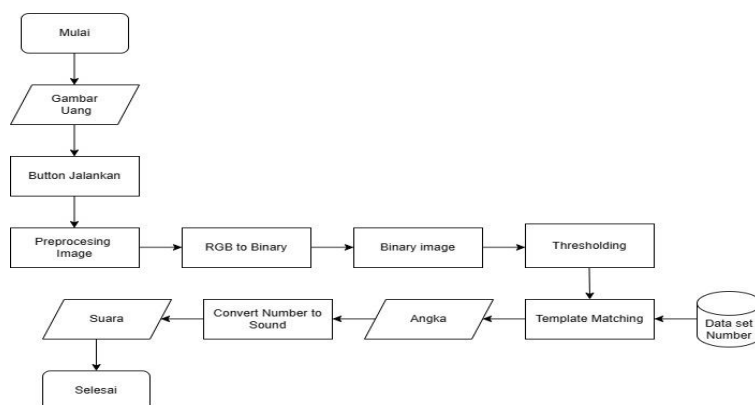 Mulai
Gambar
Uang
Button Jalankan
Preprocesing
Image
RGB to Binary
Binary image
Thresholding
Template Matching
Data set
Number
Angka
Convert Number to
Sound
Suara
Selesai